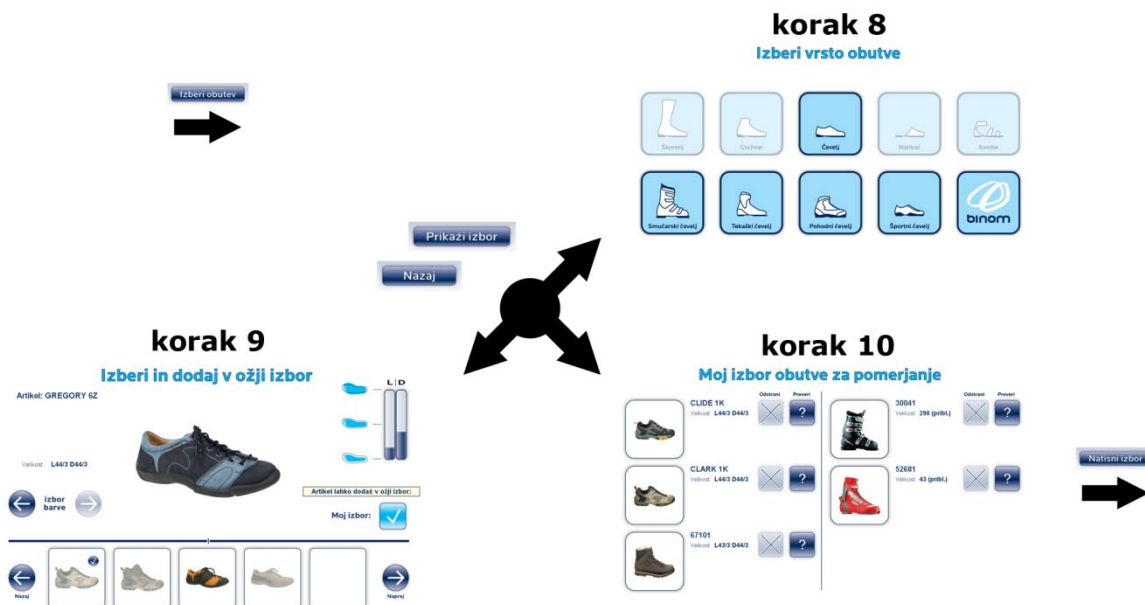 korak 8
Izberi vrsto obutve
Izberi obutev
Škorenj
Gležnar
Čevelj
Natikač
Sandal
Smučarski čevelj
Tekaški čevelj
Pohodni čevelj
Športni čevelj
binom
Prikaži izbor
Nazaj
korak 9
Izberi in dodaj v ožji izbor
Artikel: GREGORY 6Z
L D
Velikost L44/3 D44/3
izbor
barve
Artikel lahko dodaš v ožji izbor:
Moj izbor:
Nazaj
Naprej
korak 10
Moj izbor obutve za pomerjanje
Odstrani Preveri
CLIDE 1K
Velikost L44/3 D44/3
?
CLARK 1K
Velikost L44/3 D44/3
?
67101
Velikost L43/3 D44/3
?
Odstrani Preveri
30041
Velikost 298 (pribl.)
?
52681
Velikost 43 (pribl.)
?
Natisni izbor